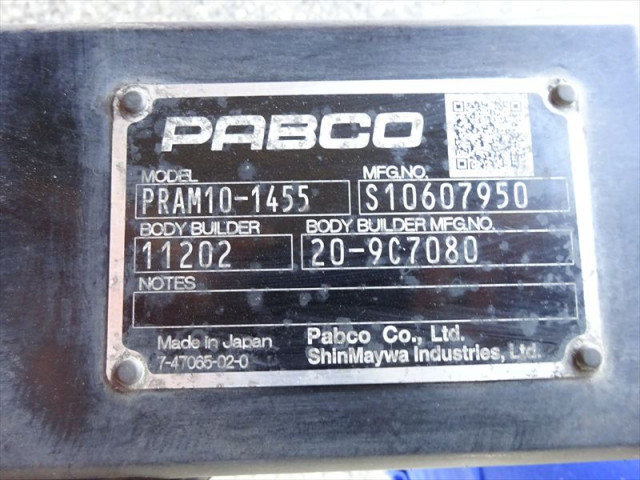 PABCO
MODEL MFG.NO.
PRAM10-1455 S10607950
BODY BUILDER BODY BUILDER MFG.NO.
11202 20-9C7080
NOTES
Made in Japan Pabco Co., Ltd.
7-47065-02-0 ShinMaywa Industries, Ltd.